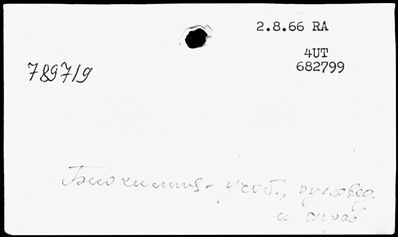 2.8.66 RA
4UT
682799
789719
Биохимия - учеб., руковод.
и справ.